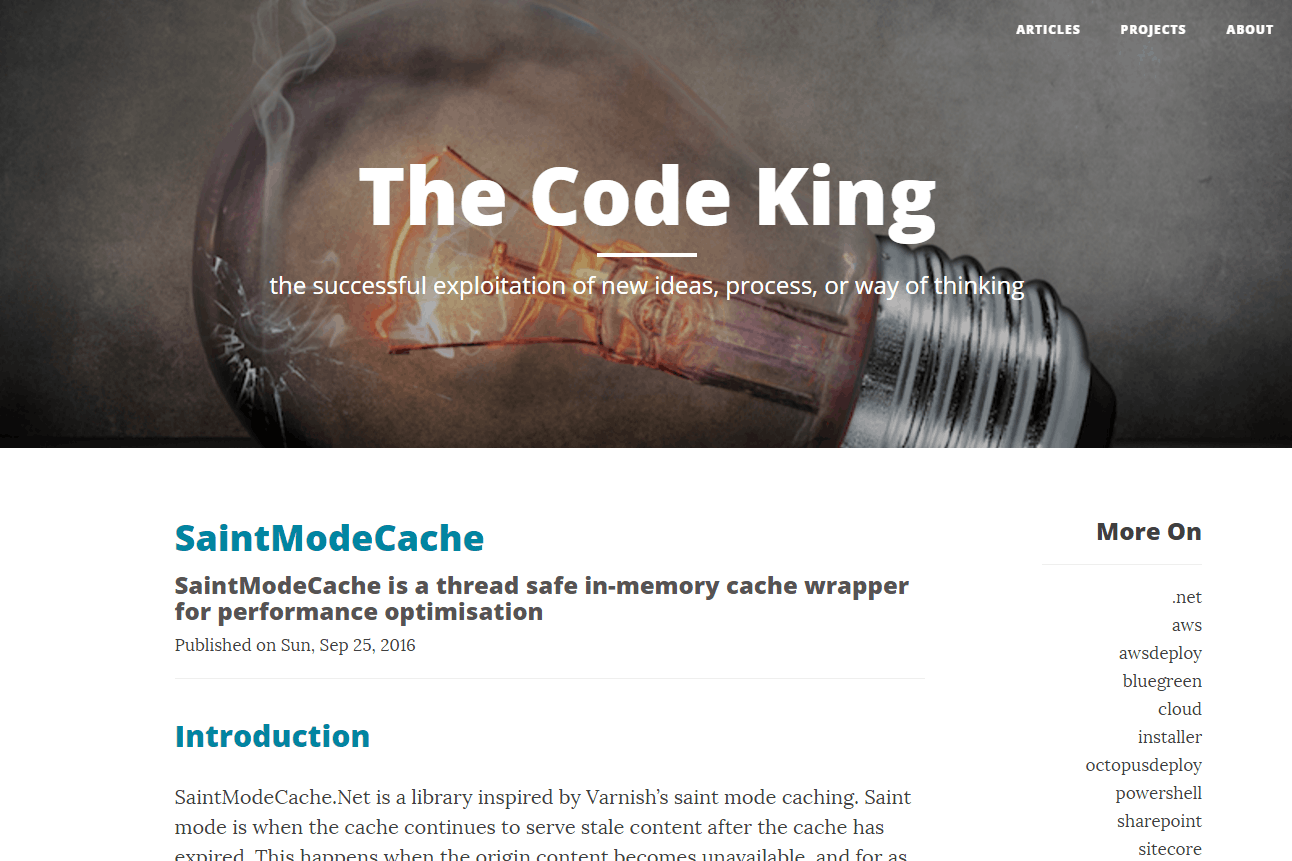 ARTICLES PROJECTS ABOUT
The Code King
the successful exploitation of new ideas, process, or way of thinking
SaintModeCache
SaintModeCache is a thread safe in-memory cache wrapper
for performance optimisation
Published on Sun, Sep 25, 2016
Introduction
SaintModeCache.Net is a library inspired by Varnish’s saint mode caching. Saint
mode is when the cache continues to serve stale content after the cache has
expired. This happens when the origin content becomes unavailable, and for as
More On
.net
aws
awsdeploy
bluegreen
cloud
installer
octopusdeploy
powershell
sharepoint
sitecore